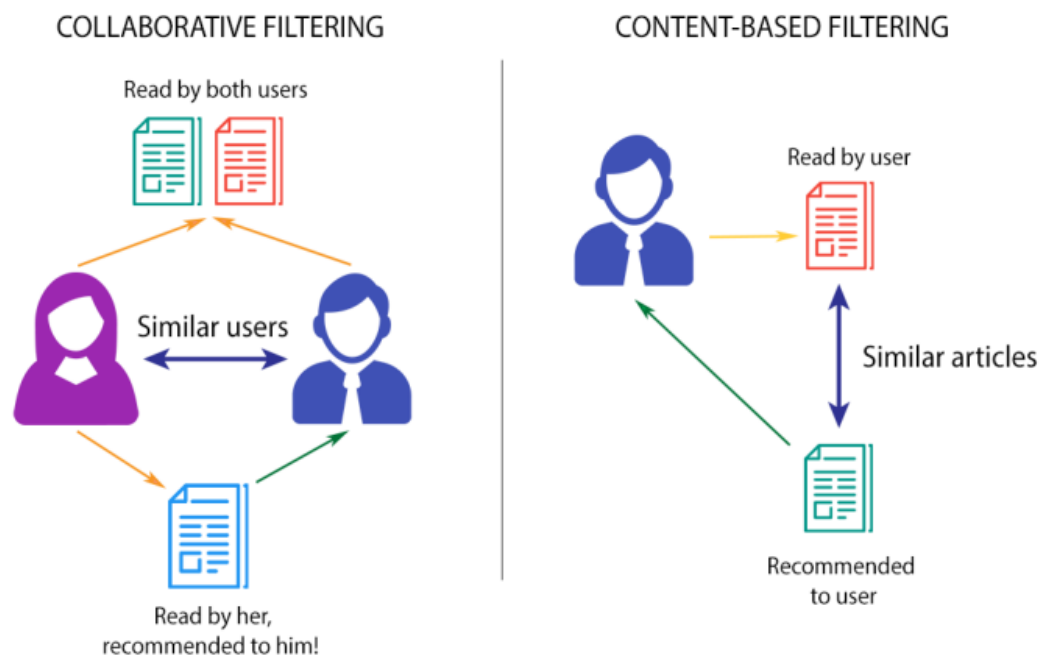 COLLABORATIVE FILTERING
Read by both users
Similar users
Read by her,
recommended to him!
CONTENT-BASED FILTERING
Read by user
Similar articles
Recommended
to user